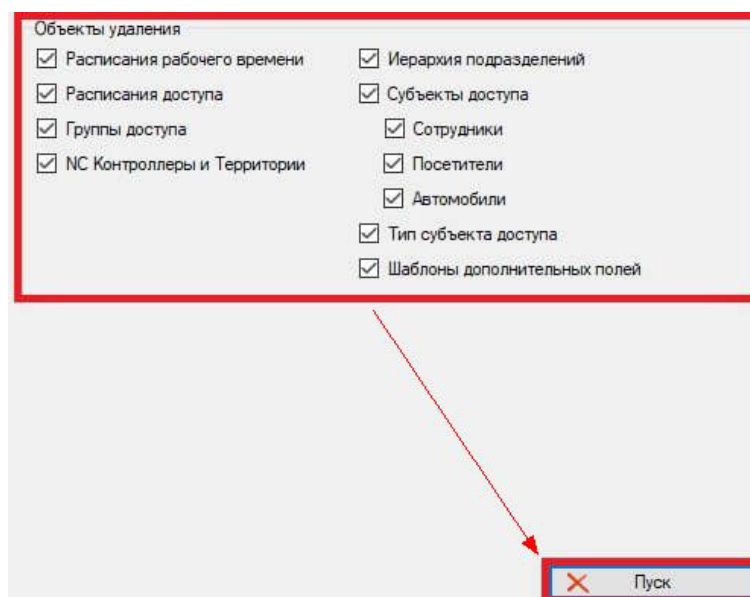 Объекты удаления
Расписания рабочего времени
Расписания доступа
Группы доступа
NC Контроллеры и Территории
Иерархия подразделений
Субъекты доступа
Сотрудники
Посетители
Автомобили
Тип субъекта доступа
Шаблоны дополнительных полей
Пуск